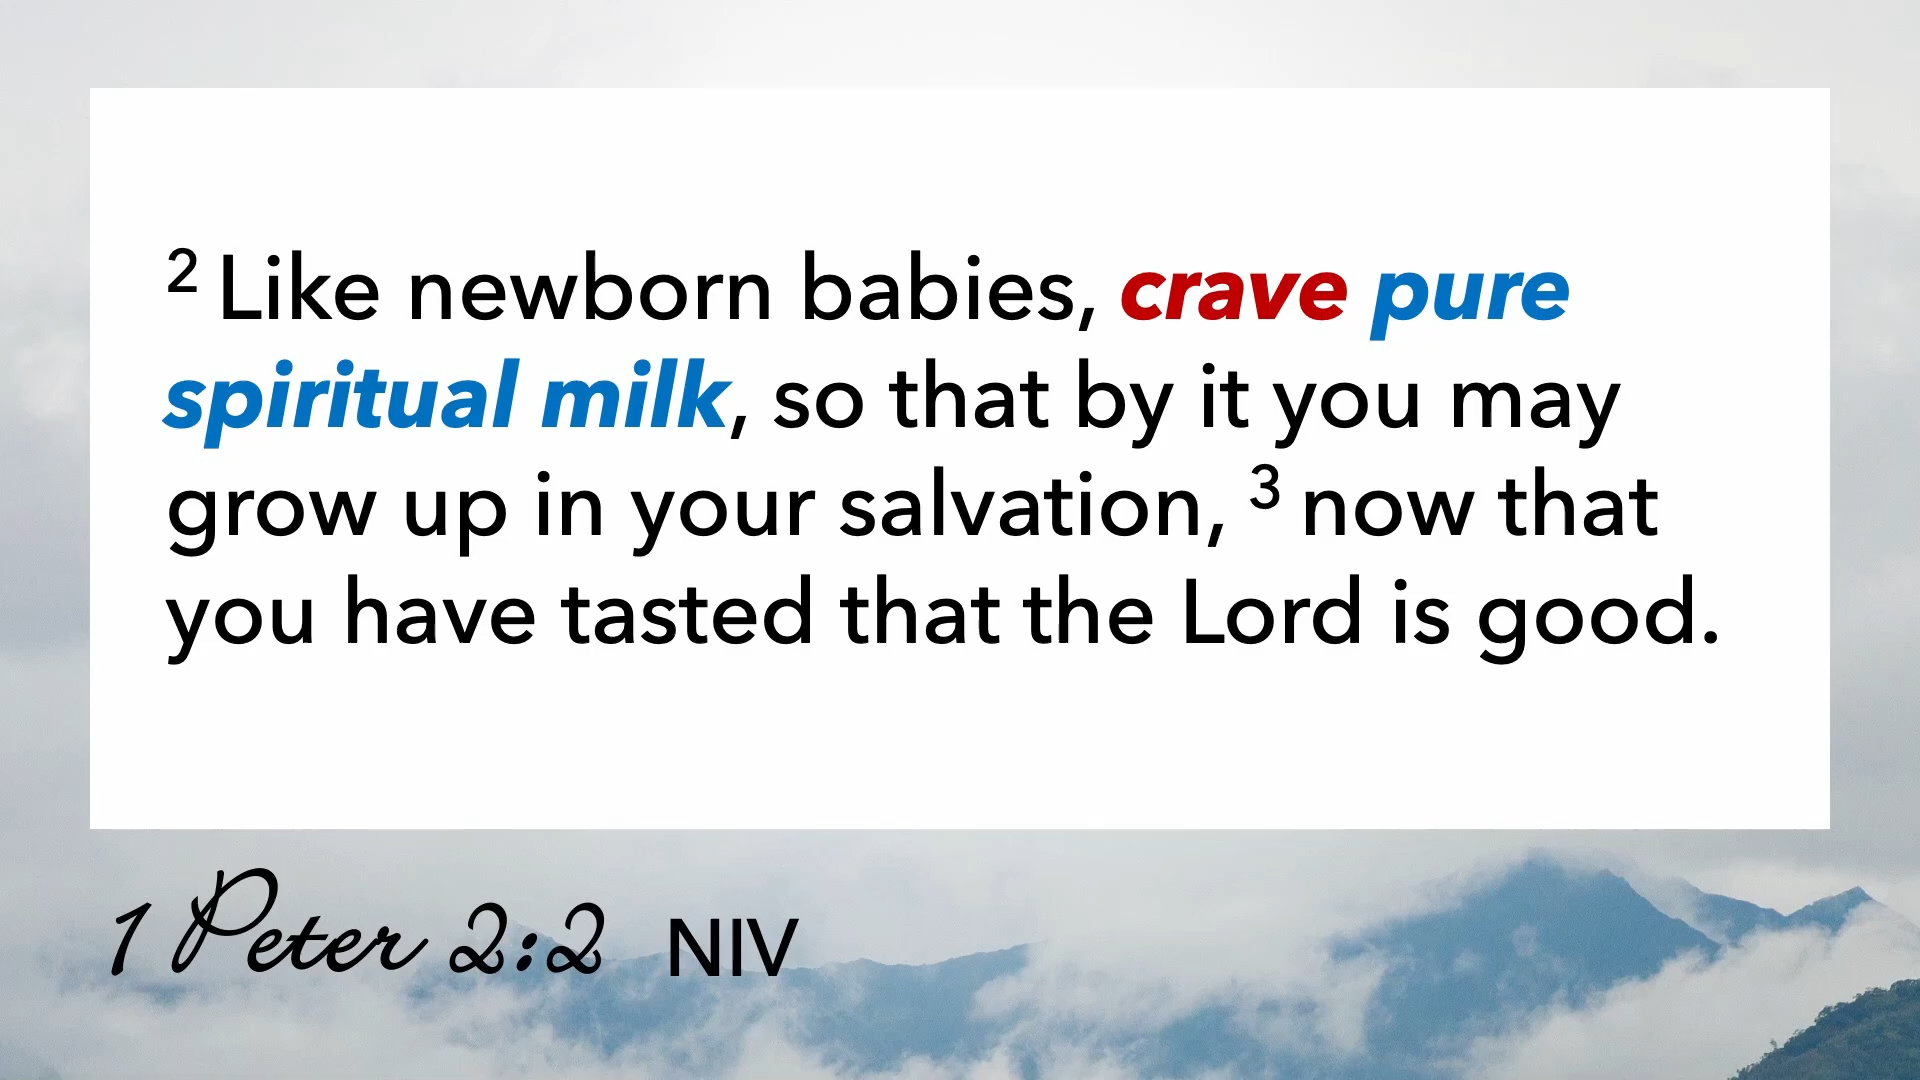 2 Like newborn babies, crave pure
spiritual milk, so that by it you may
grow up in your salvation, 3 now that
you have tasted that the Lord is good.
1 Peter 2:2 NIV